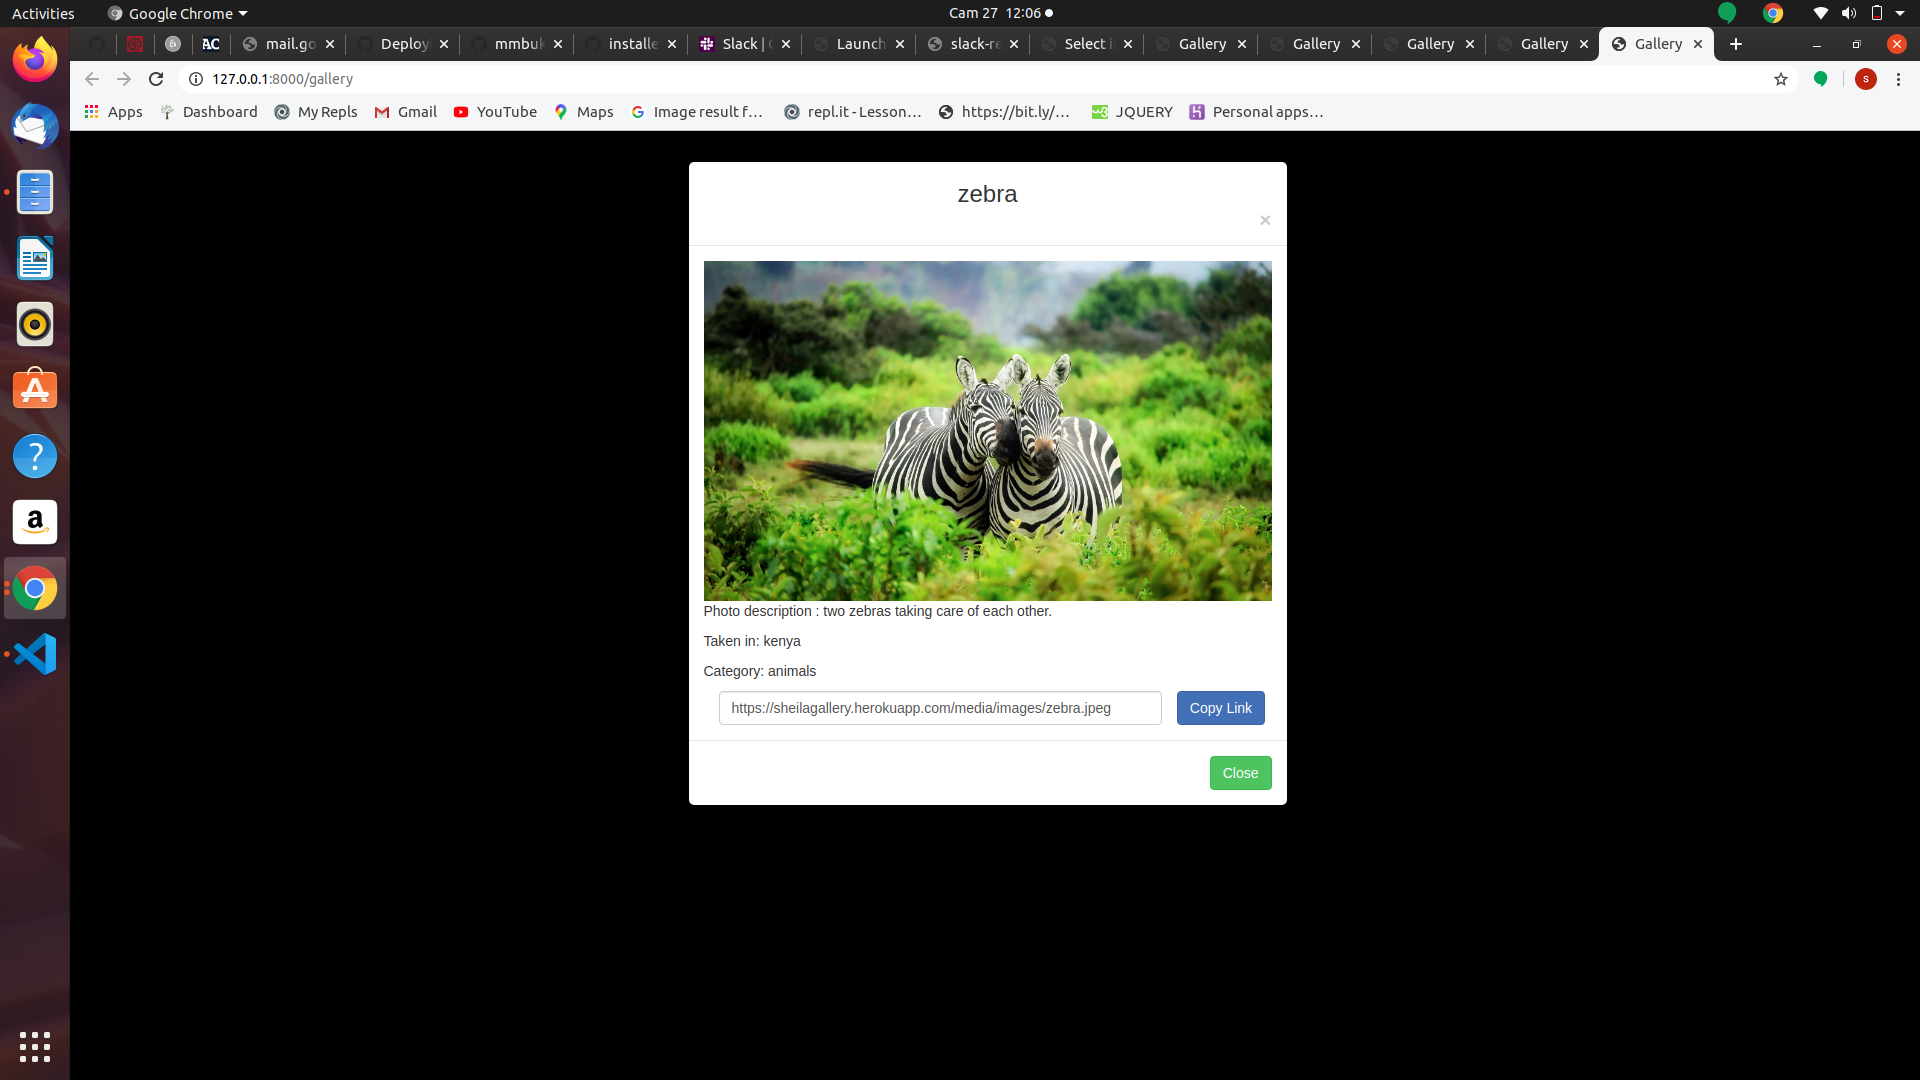 Activities
Google Chrome
Cam 27 12:06
AC
mail.go
Deploy
mmbuk
installe
Slack |
Launch
slack-re
Select i
Gallery
Gallery
Gallery
Gallery
Gallery
127.0.0.1:8000/gallery
s
Apps
Dashboard
My Repls
Gmail
YouTube
Maps
Image result f...
repl.it - Lesson...
https://bit.ly/...
JQUERY
Personal apps...
zebra
×
Photo description : two zebras taking care of each other.
Taken in: kenya
Category: animals
https://sheilagallery.herokuapp.com/media/images/zebra.jpeg
Copy Link
Close